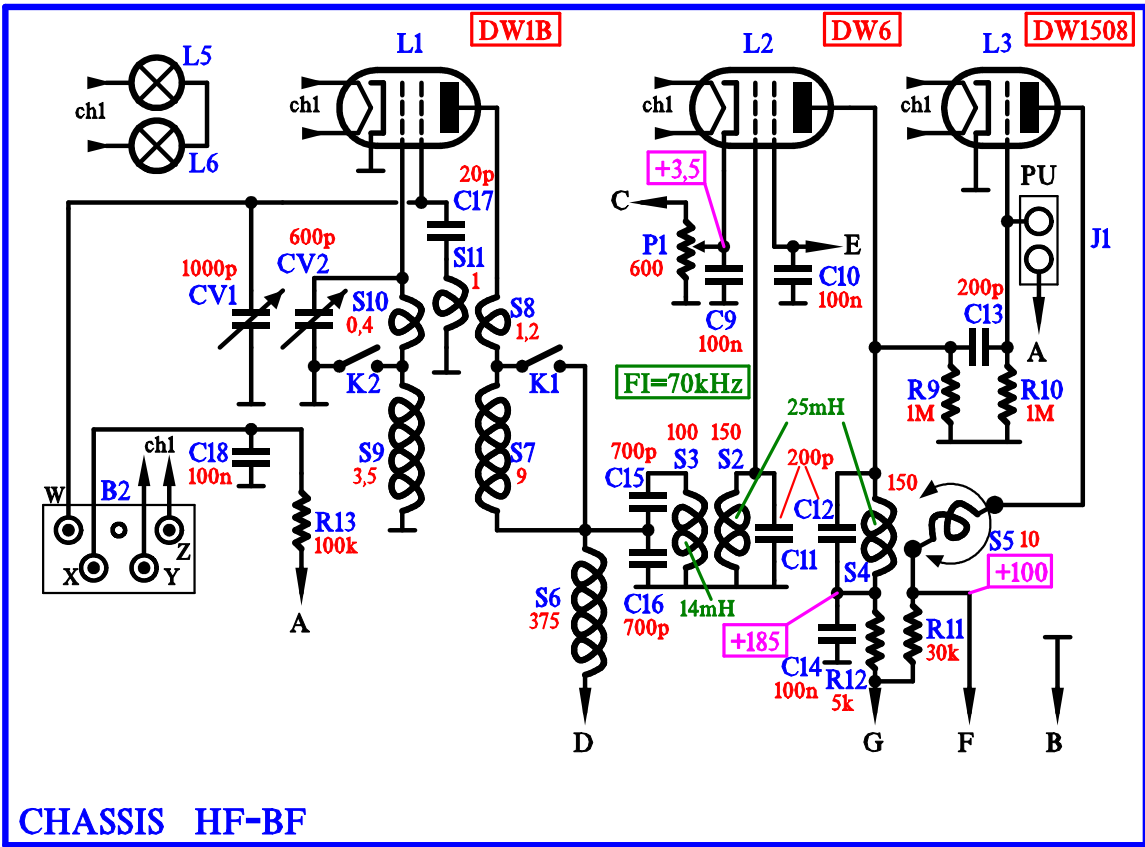 DW1B
DW6
DW1508
L1
L2
L3
L5
ch1
L6
ch1
ch1
ch1
20p
C17
+3,5
PU
C
P1
600
E
C10
100n
J1
600p
CV2
1000p
CV1
S11
1
S10
0,4
S8
1,2
C9
100n
200p
C13
A
K2
K1
FI=70kHz
R9
1M
R10
1M
25mH
ch1
C18
100n
S9
3,5
S7
9
700p
C15
100
S3
150
S2
200p
C12
150
W
B2
Z
X
Y
R13
100k
C11
S4
S5 10
+100
A
S6
375
C16
700p
14mH
+185
C14
100n
R12
5k
R11
30k
D
G
F
B
CHASSIS HF-BF